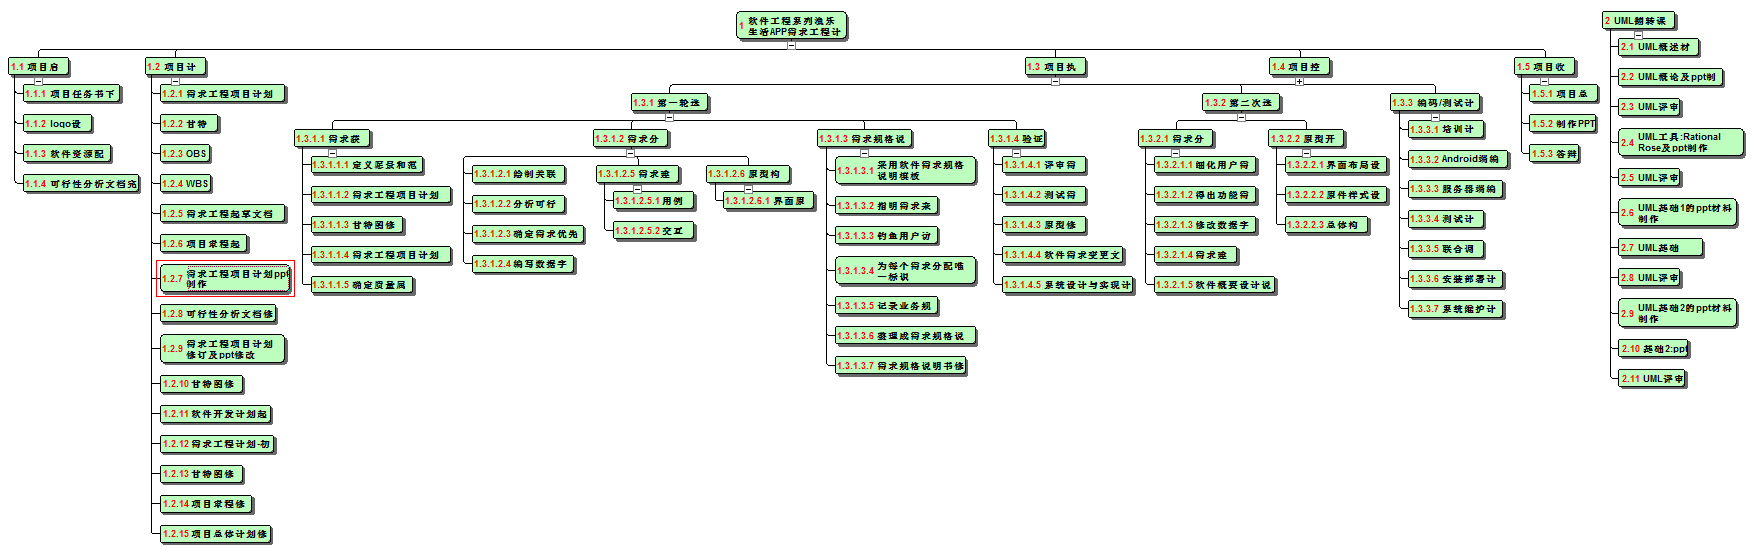 1 软件工程系列渔乐
生活APP需求工程计
1.1 项目启
1.1.1 项目任务书下
1.1.2 logo设
1.1.3 软件资源配
1.1.4 可行性分析文档完
1.2 项目计
1.2.1 需求工程项目计划
1.2.2 甘特
1.2.3 OBS
1.2.4 WBS
1.2.5 需求工程起草文档
1.2.6 项目章程起
1.2.7 需求工程项目计划ppt
制作
1.2.8 可行性分析文档修
1.2.9 需求工程项目计划
修订及ppt修改
1.2.10 甘特图修
1.2.11 软件开发计划起
1.2.12 需求工程计划-初
1.2.13 甘特图修
1.2.14 项目章程修
1.2.15 项目总体计划修
1.3 项目执
1.3.1 第一轮迭
1.3.1.1 需求获
1.3.1.1.1 定义愿景和范
1.3.1.1.2 需求工程项目计划
1.3.1.1.3 甘特图修
1.3.1.1.4 需求工程项目计划
1.3.1.1.5 确定质量属
1.3.1.2 需求分
1.3.1.2.1 绘制关联
1.3.1.2.2 分析可行
1.3.1.2.3 确定需求优先
1.3.1.2.4 编写数据字
1.3.1.2.5 需求建
1.3.1.2.5.1 用例
1.3.1.2.5.2 交互
1.3.1.2.6 原型构
1.3.1.2.6.1 界面原
1.3.1.3 需求规格说
1.3.1.3.1 采用软件需求规格
说明模板
1.3.1.3.2 指明需求来
1.3.1.3.3 钓鱼用户访
1.3.1.3.4 为每个需求分配唯
一标识
1.3.1.3.5 记录业务规
1.3.1.3.6 整理成需求规格说
1.3.1.3.7 需求规格说明书修
1.3.1.4 验证
1.3.1.4.1 评审需
1.3.1.4.2 测试需
1.3.1.4.3 原型修
1.3.1.4.4 软件需求变更文
1.3.1.4.5 系统设计与实现计
1.3.2 第二次迭
1.3.2.1 需求分
1.3.2.1.1 细化用户需
1.3.2.1.2 得出功能需
1.3.2.1.3 修改数据字
1.3.2.1.4 需求建
1.3.2.1.5 软件概要设计说
1.3.2.2 原型开
1.3.2.2.1 界面布局设
1.3.2.2.2 原件样式设
1.3.2.2.3 总体构
1.3.3 编码/测试计
1.3.3.1 培训计
1.3.3.2 Android端编
1.3.3.3 服务器端编
1.3.3.4 测试计
1.3.3.5 联合调
1.3.3.6 安装部署计
1.3.3.7 系统维护计
1.4 项目控
1.5 项目收
1.5.1 项目总
1.5.2 制作PPT
1.5.3 答辩
2 UML翻转课
2.1 UML概述材
2.2 UML概论及ppt制
2.3 UML评审
2.4 UML工具:Rational
Rose及ppt制作
2.5 UML评审
2.6 UML基础1的ppt材料
制作
2.7 UML基础
2.8 UML评审
2.9 UML基础2的ppt材料
制作
2.10 基础2:ppt
2.11 UML评审